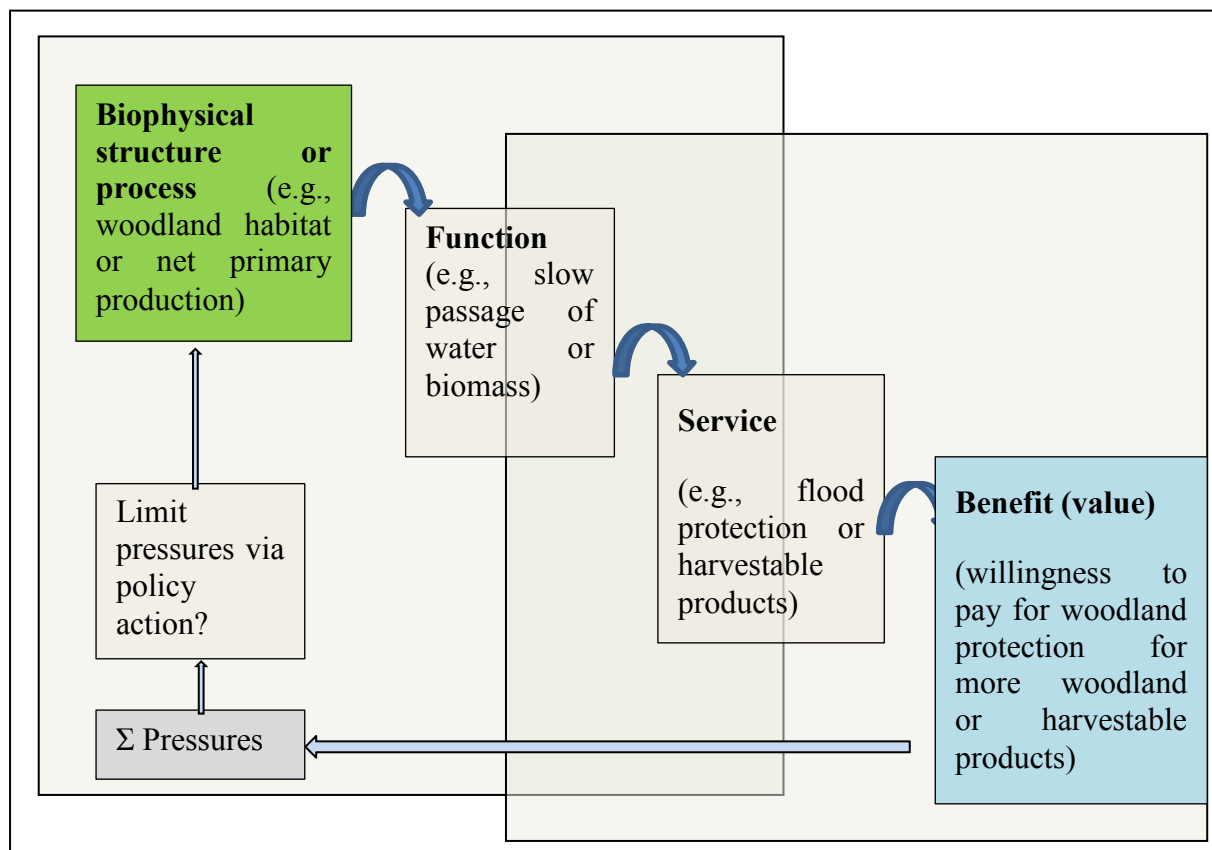 Biophysical
structure or
process (e.g.,
woodland habitat
or net primary
production)
Function
(e.g., slow
passage of
water or
biomass)
Service
(e.g., flood
protection or
harvestable
products)
Benefit (value)
(willingness to
pay for woodland
protection for
more woodland
or harvestable
products)
Limit
pressures via
policy
action?
Σ Pressures